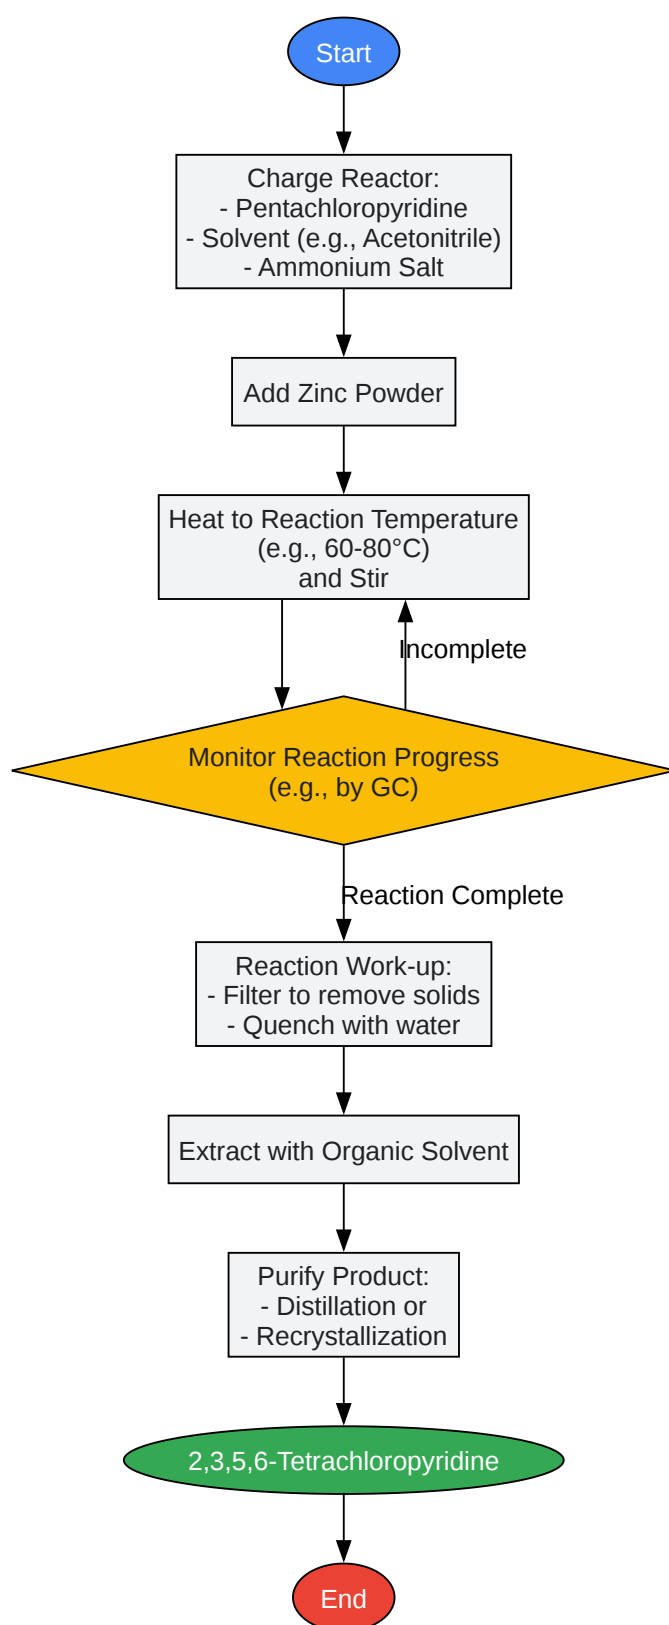 Start
Charge Reactor:
- Pentachloropyridine
- Solvent (e.g., Acetonitrile)
- Ammonium Salt
Add Zinc Powder
Heat to Reaction Temperature
(e.g., 60-80°C)
and Stir
Incomplete
Monitor Reaction Progress
(e.g., by GC)
Reaction Complete
Reaction Work-up:
- Filter to remove solids
- Quench with water
Extract with Organic Solvent
Purify Product:
- Distillation or
- Recrystallization
2,3,5,6-Tetrachloropyridine
End